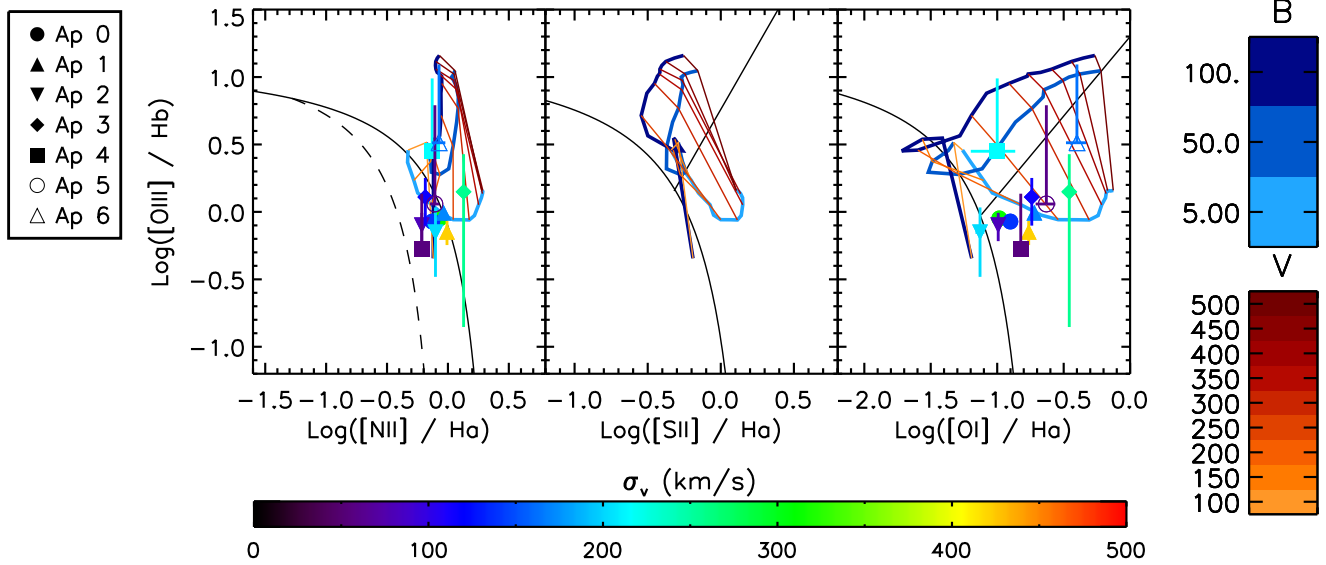 Ap 0
Ap 1
Ap 2
Ap 3
Ap 4
Ap 5
Ap 6
Log([OIII] / Hb)
1.5
1.0
0.5
0.0
−0.5
−1.0
−1.5 −1.0 −0.5 0.0 0.5
Log([NII] / Ha)
−1.0 −0.5 0.0 0.5
Log([SII] / Ha)
−2.0 −1.5 −1.0 −0.5 0.0
Log([OI] / Ha)
B
100.
50.0
5.00
V
500
450
400
350
300
250
200
150
100
σv (km/s)
0 100 200 300 400 500